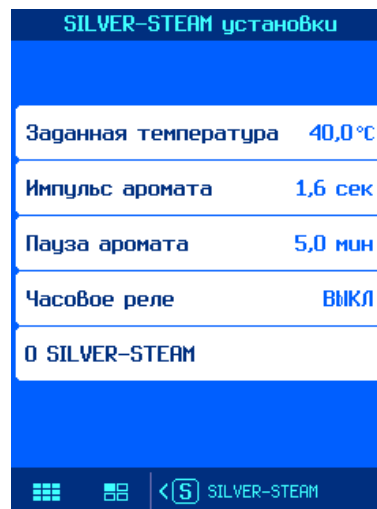 SILVER-STEAM установки
Заданная температура 40,0°C
Импульс аромата 1,6 сек
Пауза аромата 5,0 мин
Часовое реле ВЫКЛ
О SILVER-STEAM
<S SILVER-STEAM